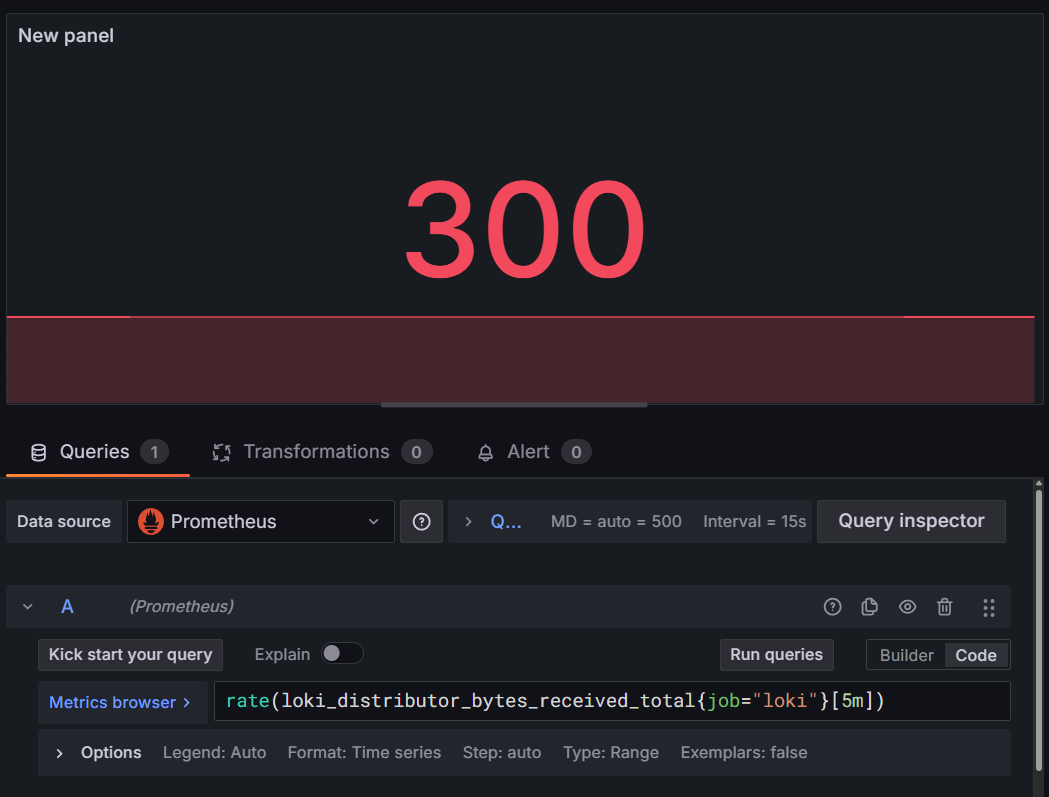 New panel
300
Queries 1 Transformations 0 Alert 0
Data source Prometheus Q... MD = auto = 500 Interval = 15s Query inspector
A (Prometheus)
Kick start your query Explain Run queries Builder Code
Metrics browser > rate(loki_distributor_bytes_received_total{job="loki"}[5m])
Options Legend: Auto Format: Time series Step: auto Type: Range Exemplars: false